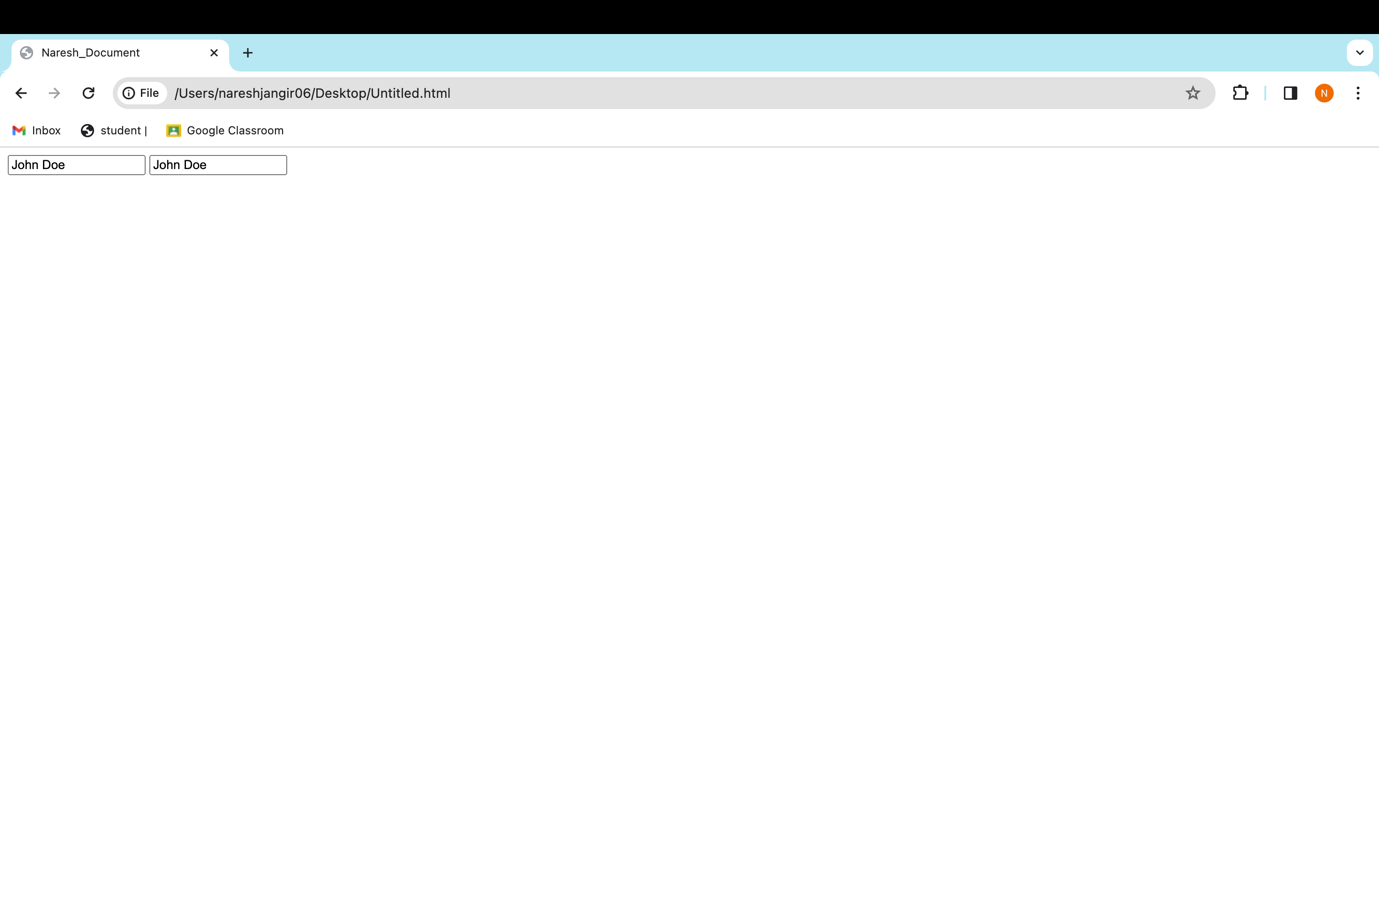 Naresh_Document
File /Users/nareshjangir06/Desktop/Untitled.html N
Inbox student | Google Classroom
John Doe John Doe